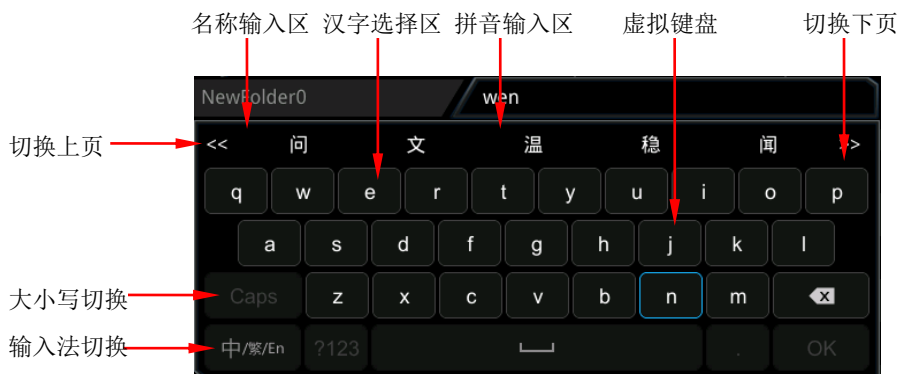 名称输入区 汉字选择区 拼音输入区 虚拟键盘 切换下页
NewFolder0 wen
切换上页 << 问 文 温 稳 闻 >>
q w e r t y u i o p
a s d f g h j k l
大小写切换 Caps z x c v b n m x
输入法切换 中/繁/En ?123 . OK